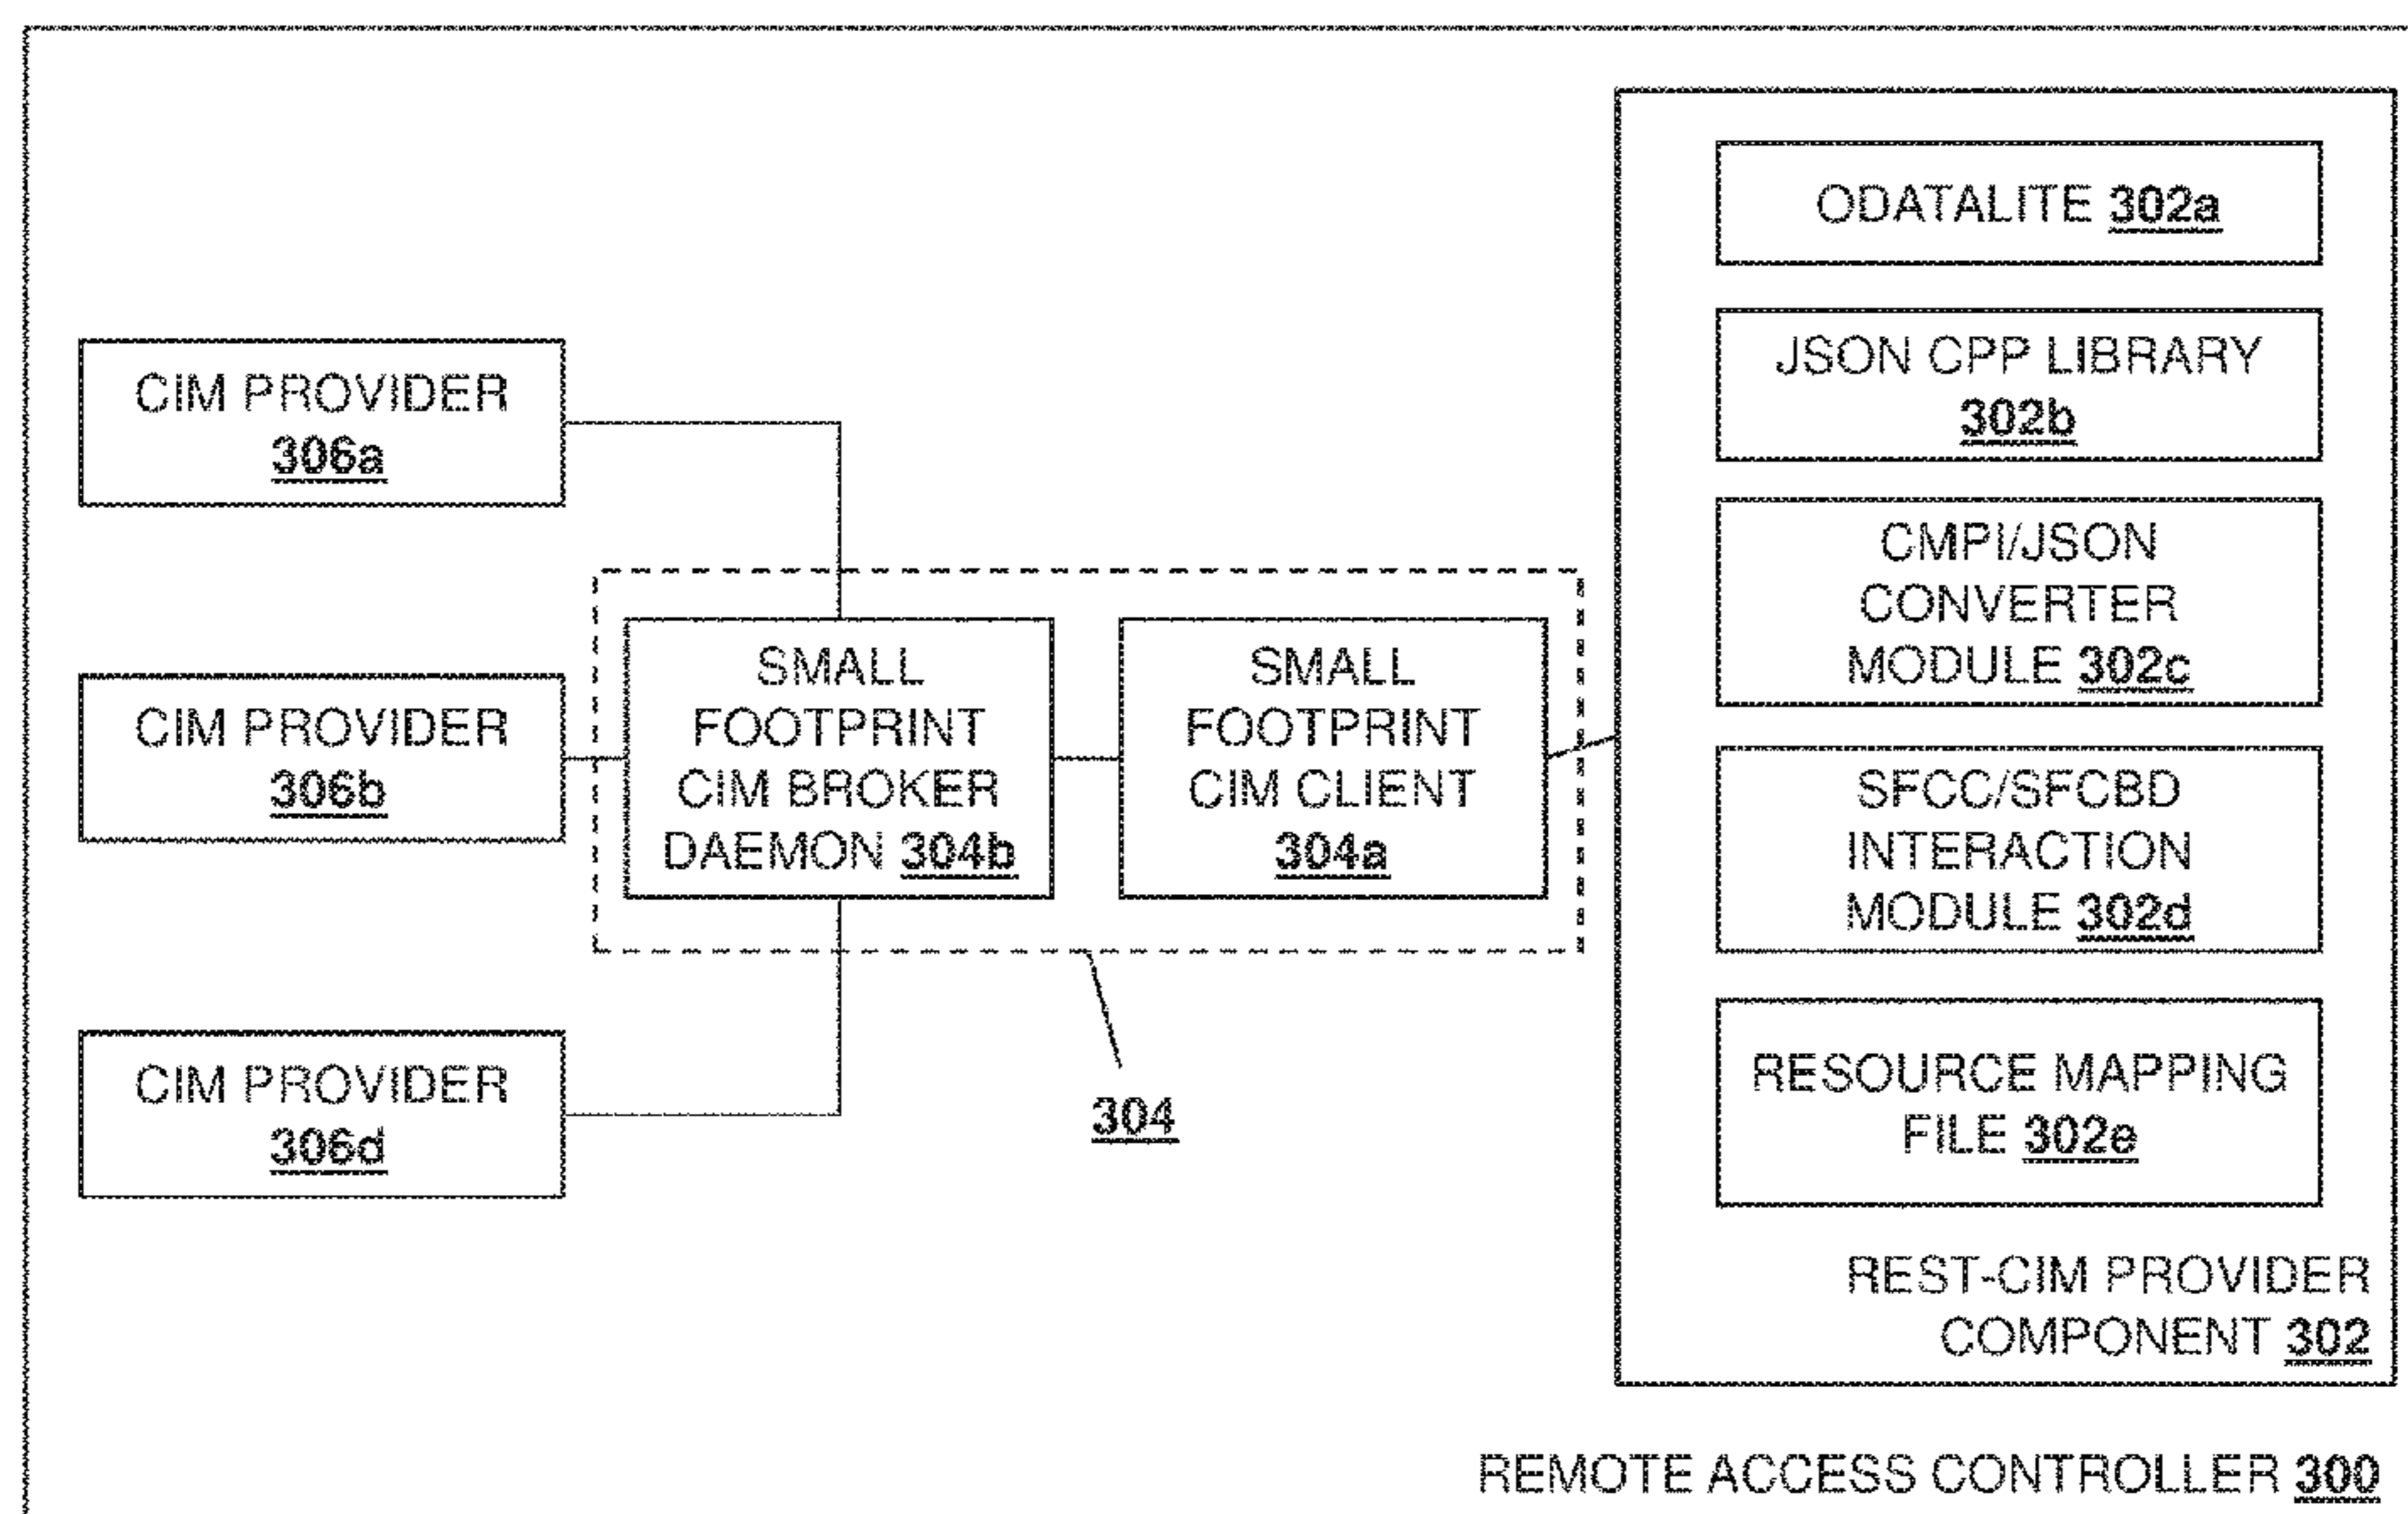 CIM PROVIDER
306a
CIM PROVIDER
306b
CIM PROVIDER
306d
SMALL
FOOTPRINT
CIM BROKER
DAEMON 304b
SMALL
FOOTPRINT
CIM CLIENT
304a
304
ODATALITE 302a
JSON CPP LIBRARY
302b
CMPI/JSON
CONVERTER
MODULE 302c
SFCC/SFCBD
INTERACTION
MODULE 302d
RESOURCE MAPPING
FILE 302e
REST-CIM PROVIDER
COMPONENT 302
REMOTE ACCESS CONTROLLER 300